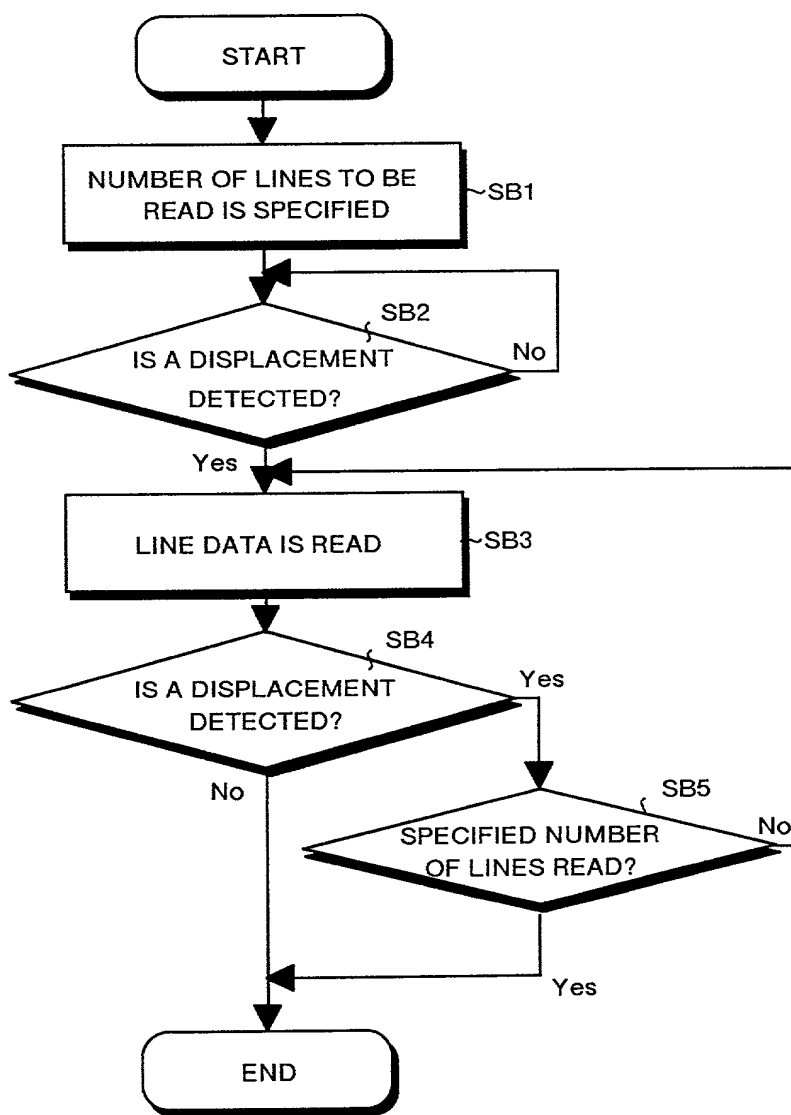 START
NUMBER OF LINES TO BE
READ IS SPECIFIED
SB1
SB2
IS A DISPLACEMENT
DETECTED?
No
Yes
LINE DATA IS READ
SB3
SB4
IS A DISPLACEMENT
DETECTED?
Yes
No
SB5
SPECIFIED NUMBER
OF LINES READ?
No
Yes
END